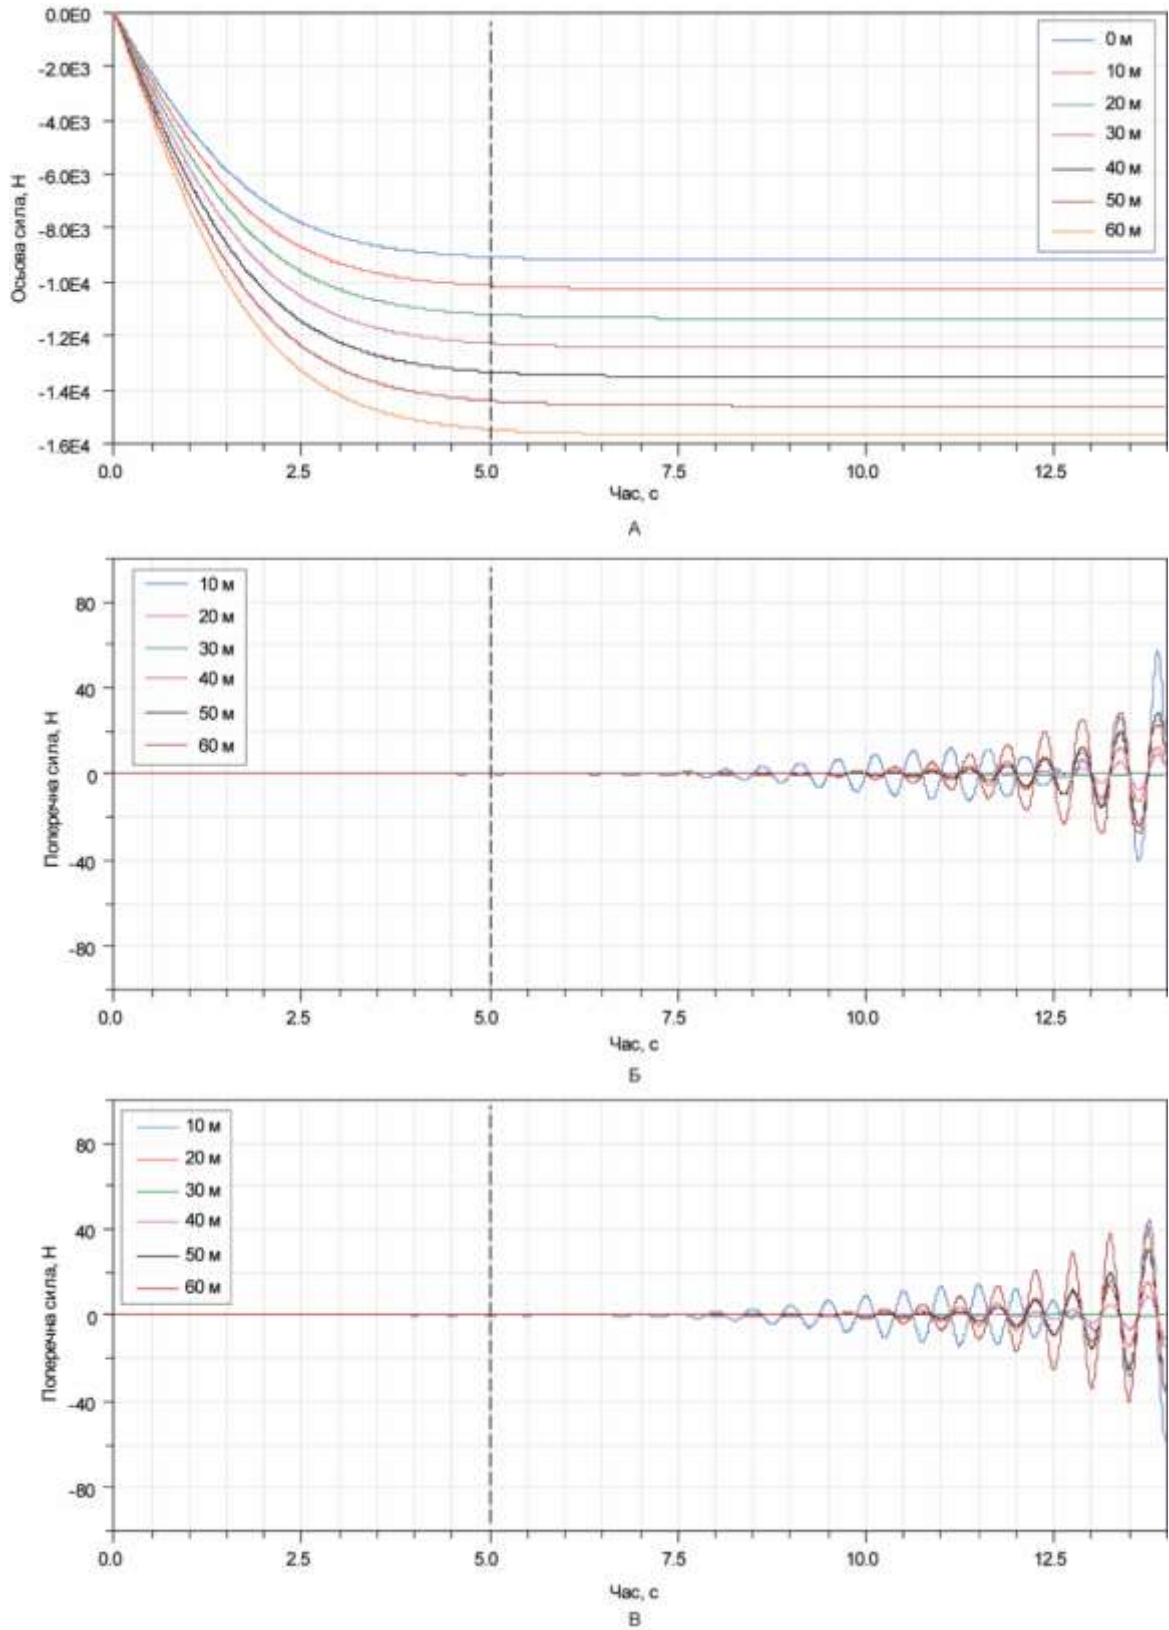 Осьова сила, Н
0.0E0
-2.0E3
-4.0E3
-6.0E3
-8.0E3
-1.0E4
-1.2E4
-1.4E4
-1.6E4
0 м
10 м
20 м
30 м
40 м
50 м
60 м
0.0 2.5 5.0 7.5 10.0 12.5
Час, с
А
Поперечна сила, Н
80
40
0
-40
-80
10 м
20 м
30 м
40 м
50 м
60 м
0.0 2.5 5.0 7.5 10.0 12.5
Час, с
Б
Поперечна сила, Н
80
40
0
-40
-80
10 м
20 м
30 м
40 м
50 м
60 м
0.0 2.5 5.0 7.5 10.0 12.5
Час, с
В